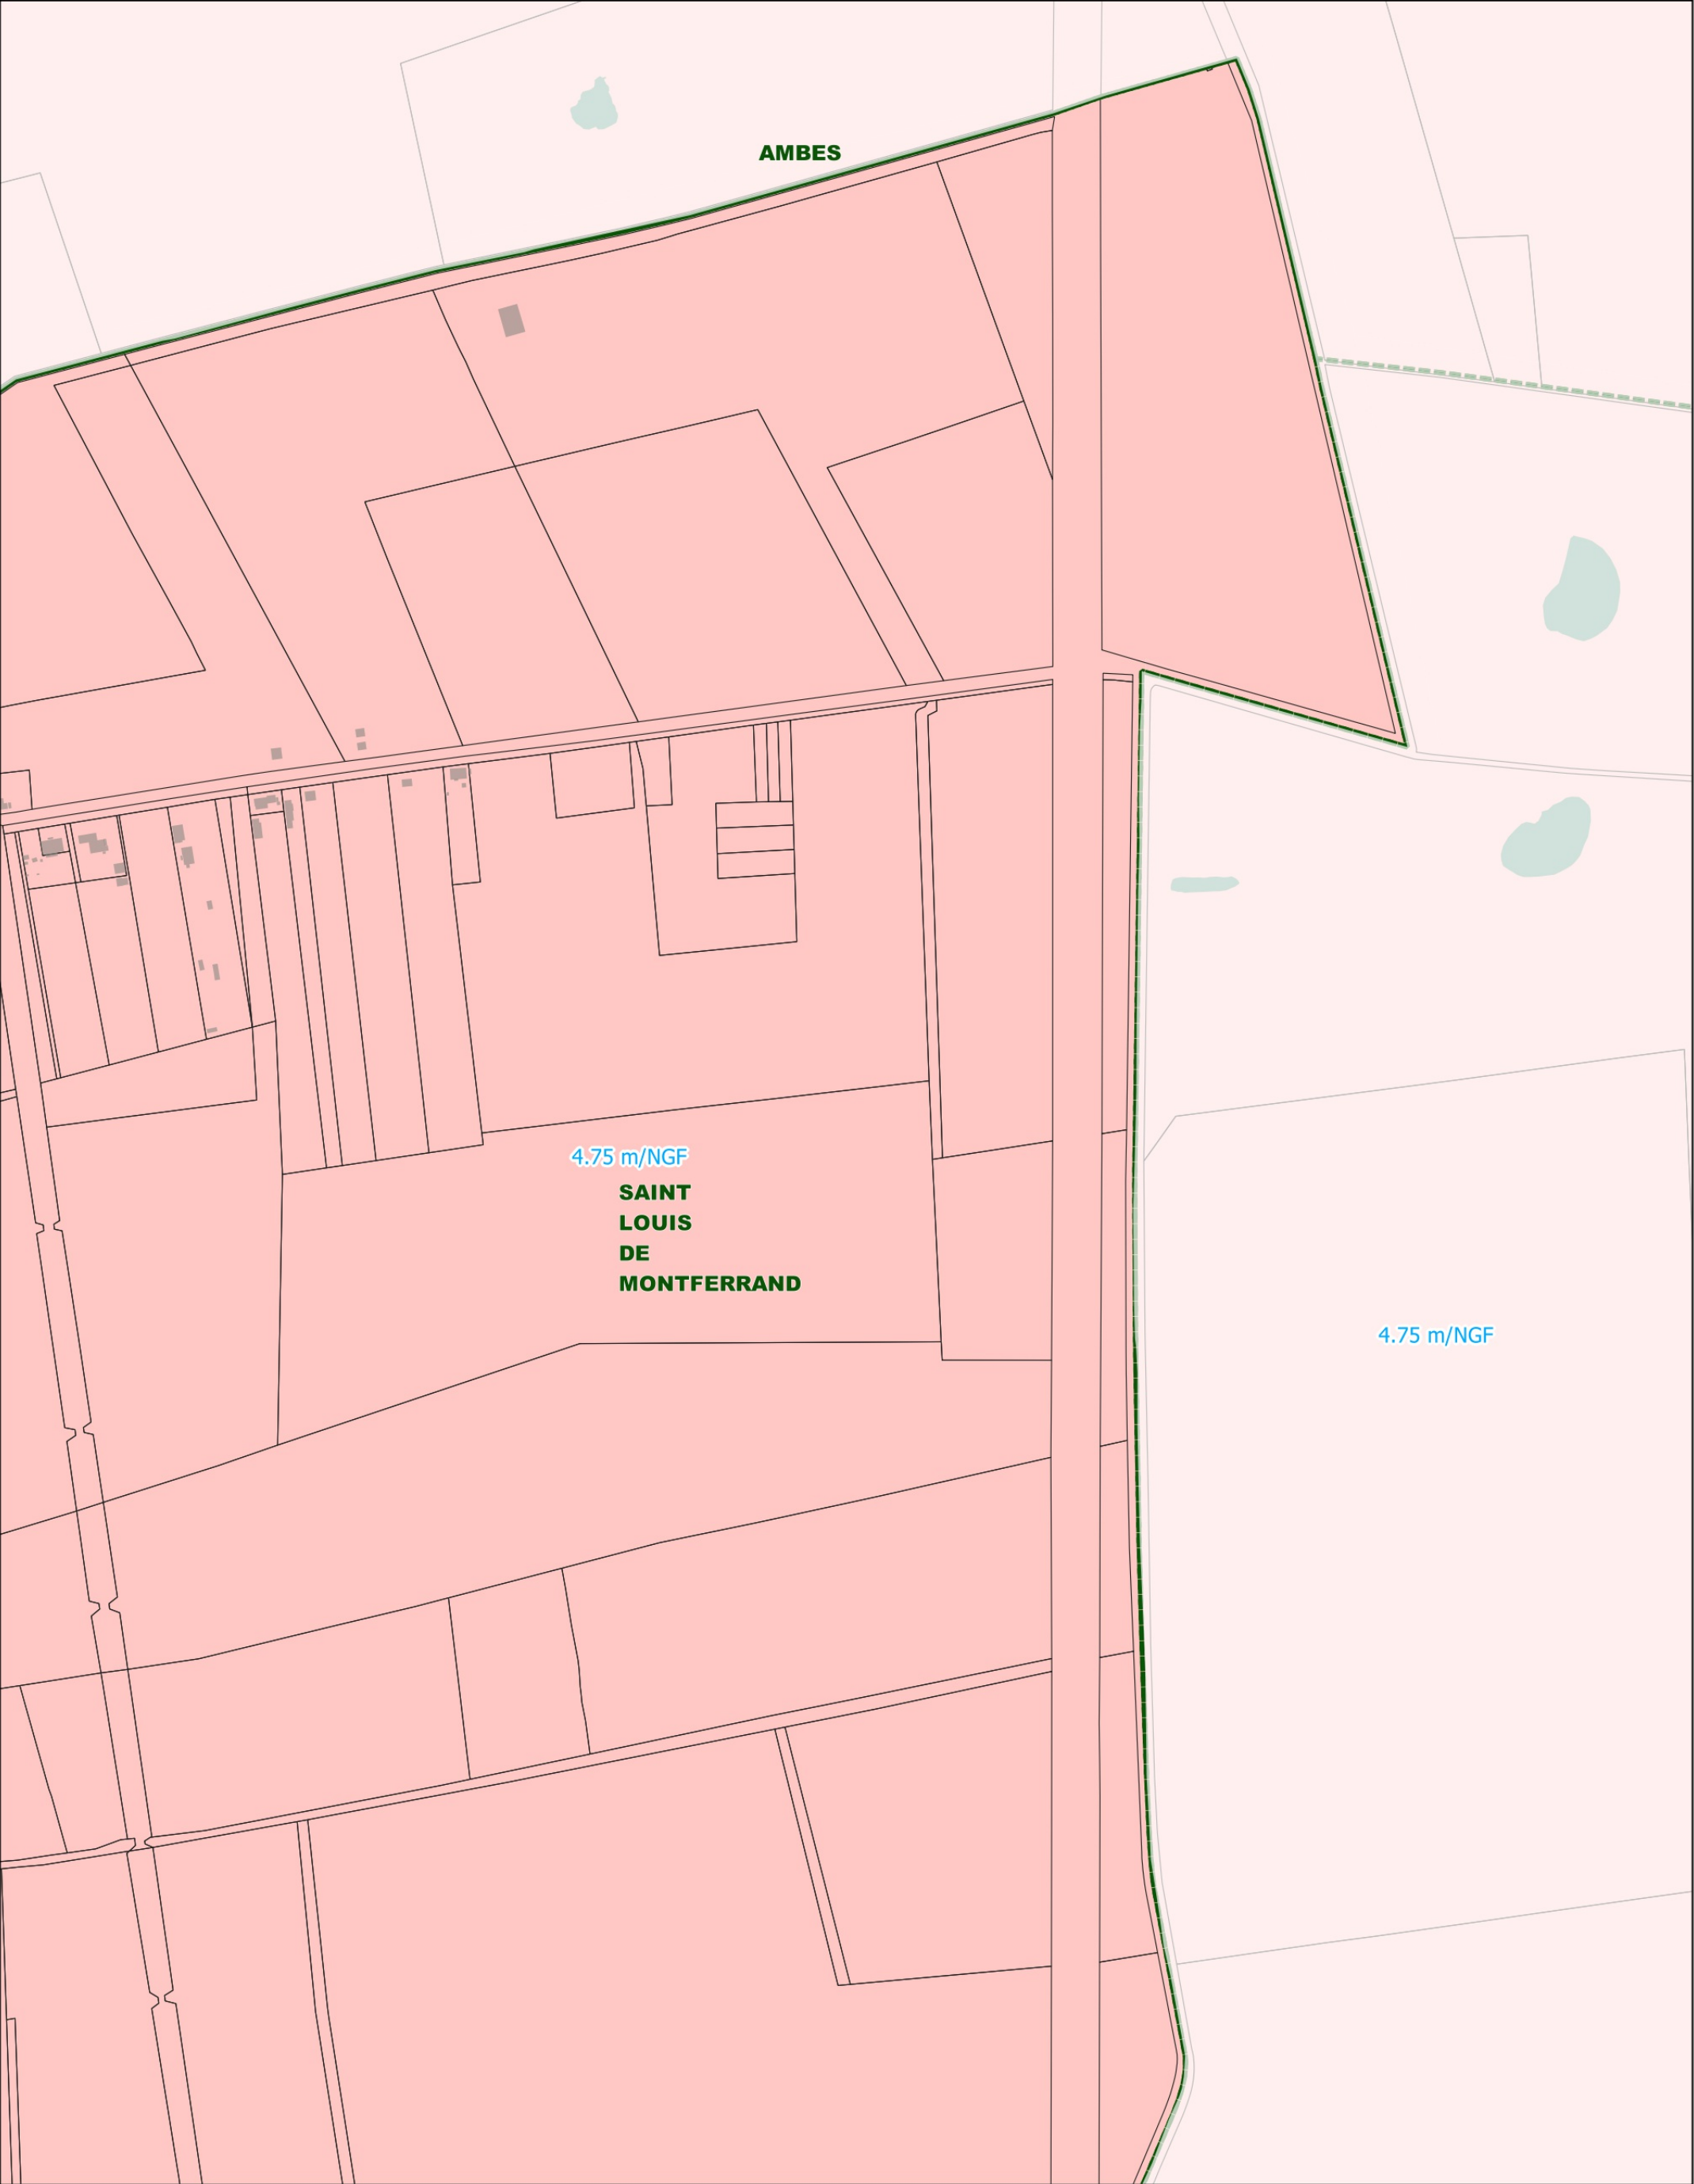 AMBES
4.75 m/NGF
SAINT
LOUIS
DE
MONTFERRAND
4.75 m/NGF